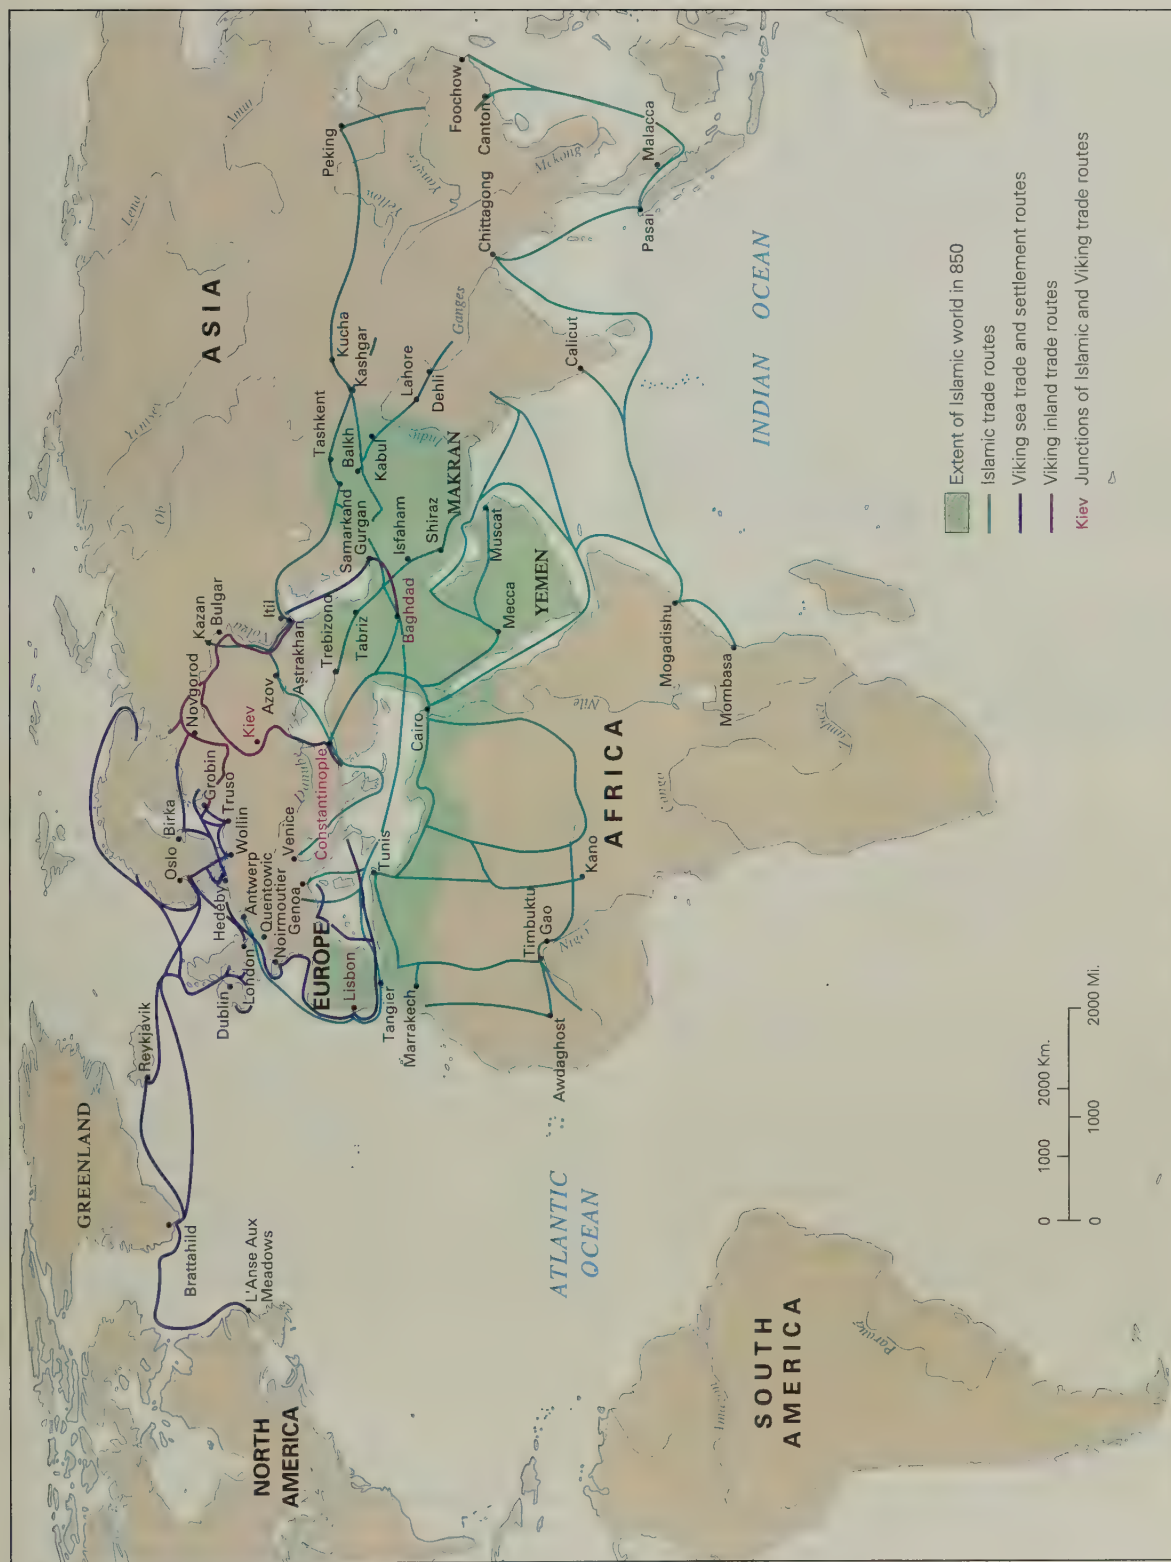 GREENLAND
NORTH
AMERICA
Brattahild
L'Anse Aux
Meadows
Reykjavik
Dublin
London
Oslo
Birka
Hedeby
Antwerp
Quentowic
Noirmoutier
Genoa
Venice
Wollin
Truso
Grobin
Novgorod
Kiev
Kazan
Bulgar
Volga
Itil
Azov
Astrakhan
Danube
Constantinople
EUROPE
Lisbon
Tangier
Marrakech
Tunis
Cairo
Trebizond
Tabriz
Baghdad
Samarkand
Gurgan
Isfaham
Shiraz
MAKRAN
Muscat
Mecca
YEMEN
Tashkent
Balkh
Kabul
Indus
Kucha
Kashgar
Lahore
Dehli
Ganges
ASIA
Ob
Yenisey
Lena
Amur
Peking
Yellow
Yangtze
Foochow
Canton
Mekong
Chittagong
Malacca
Pasai
Calicut
INDIAN OCEAN
AFRICA
Nile
Congo
Niger
Timbuktu
Gao
Kano
Awdaghost
Mogadishu
Mombasa
ATLANTIC
OCEAN
SOUTH
AMERICA
Paraná
Extent of Islamic world in 850
Islamic trade routes
Viking sea trade and settlement routes
Viking inland trade routes
Kiev Junctions of Islamic and Viking trade routes
0 1000 2000 Km.
0 1000 2000 Mi.